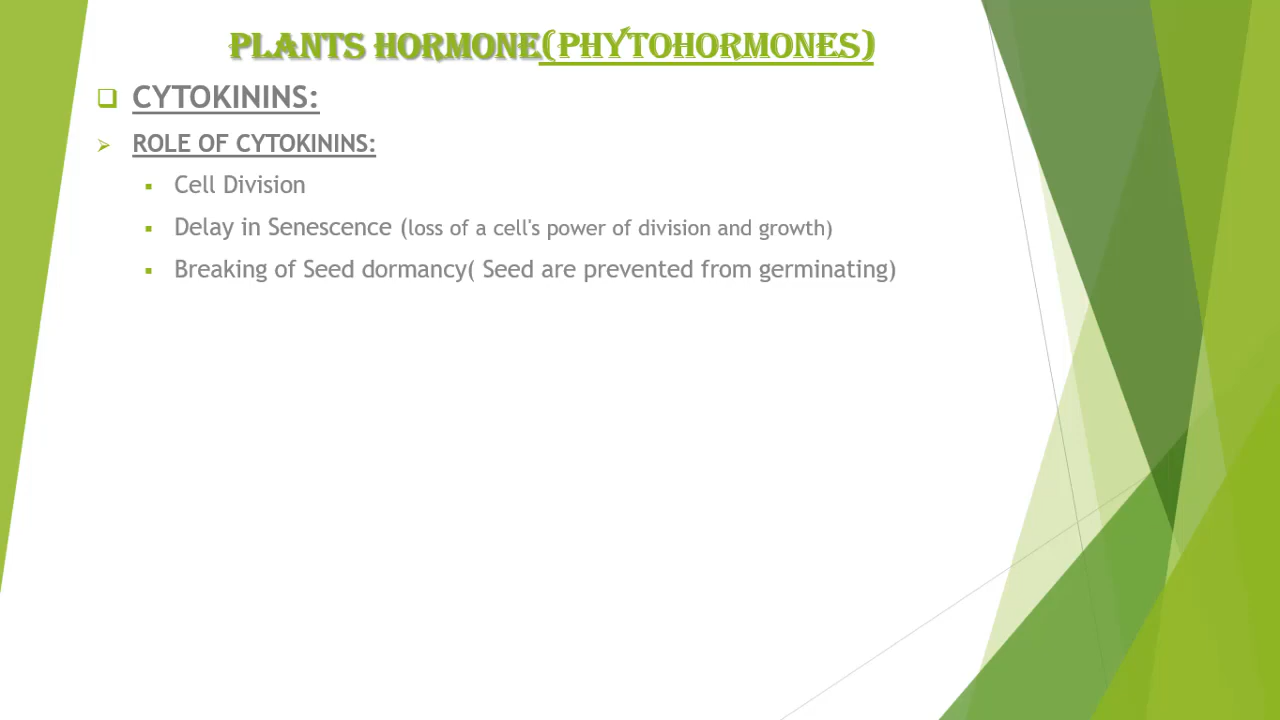 PLANTS HORMONE(PHYTOHORMONES)
CYTOKININS:
ROLE OF CYTOKININS:
Cell Division
Delay in Senescence (loss of a cell's power of division and growth)
Breaking of Seed dormancy( Seed are prevented from germinating)